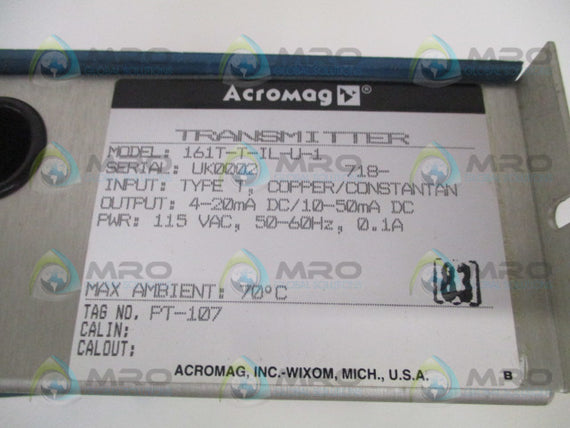 Acromag
TRANSMITTER
MODEL: 161T-T-IL-U-1
SERIAL: UK0002 718-
INPUT: TYPE T, COPPER/CONSTANTAN
OUTPUT: 4-20mA DC/10-50mA DC
PWR: 115 VAC, 50-60Hz, 0.1A
[83]
MAX AMBIENT: 70°C
TAG NO. PT-107
CALIN:
CALOUT:
ACROMAG, INC.-WIXOM, MICH., U.S.A. B
MRO